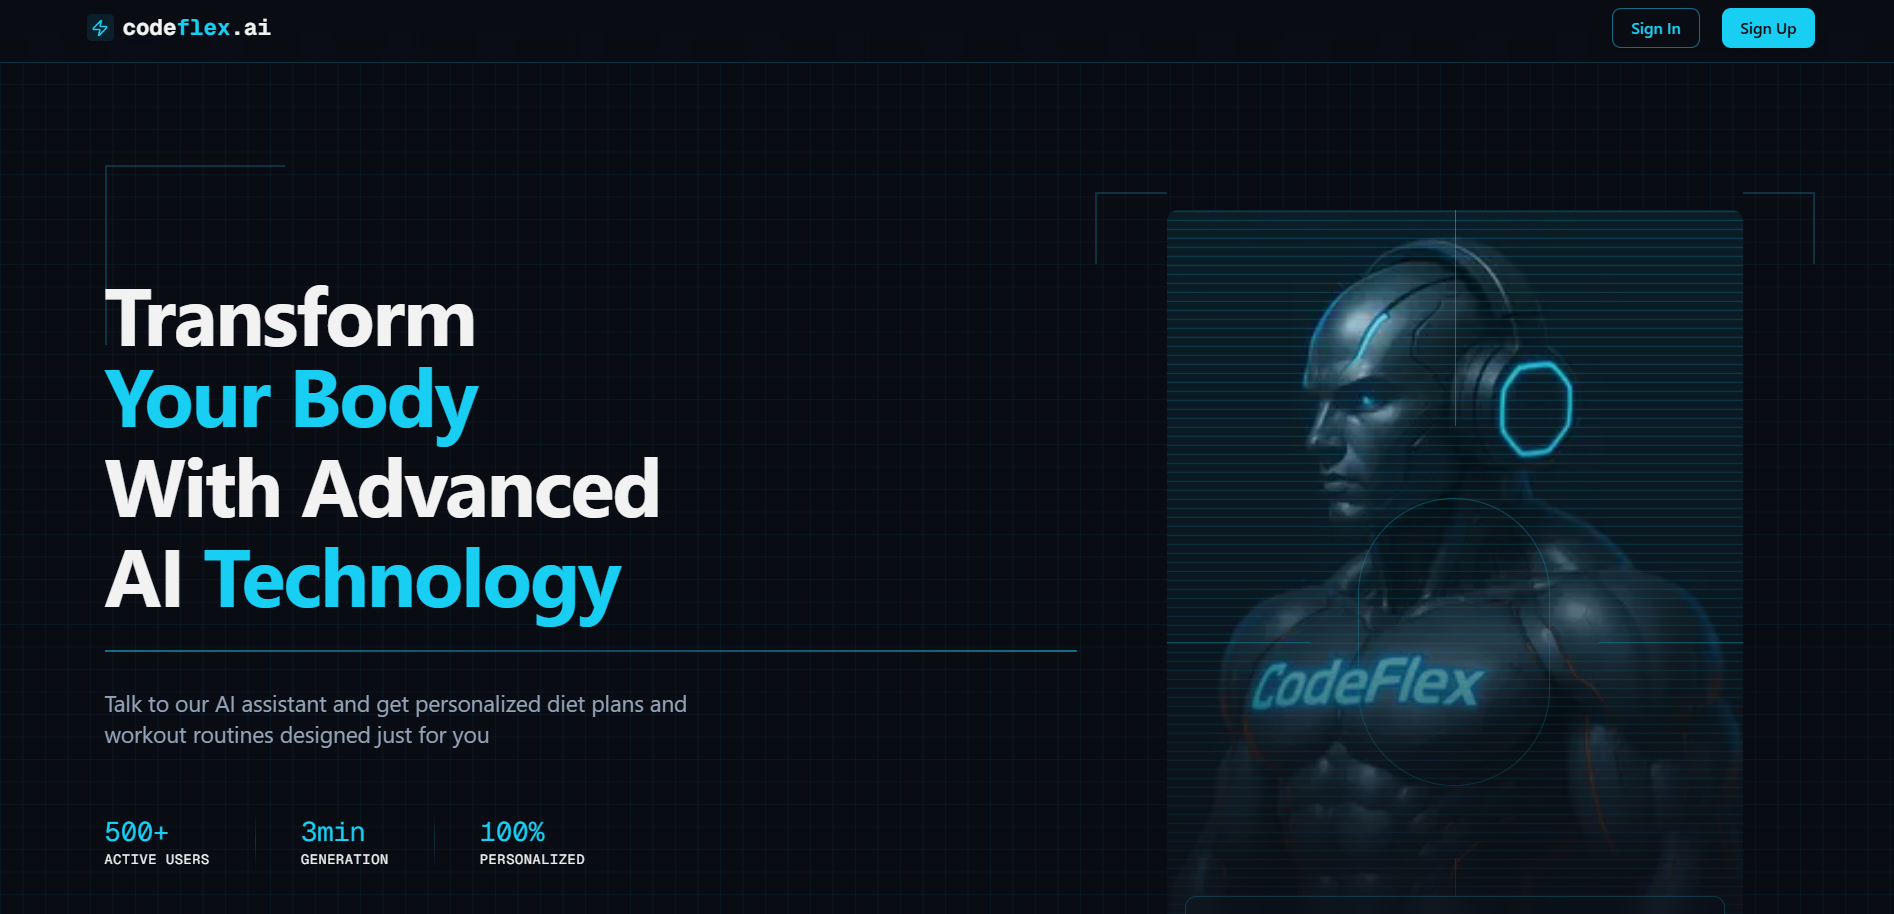 codeflex.ai
Sign In
Sign Up
Transform
Your Body
With Advanced
AI Technology
CodeFlex
Talk to our AI assistant and get personalized diet plans and
workout routines designed just for you
500+
ACTIVE USERS
3min
GENERATION
100%
PERSONALIZED